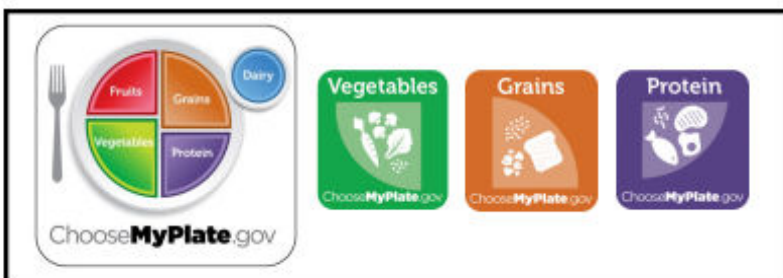 Dairy
Fruits
Grains
Vegetables
Protein
ChooseMyPlate.gov
Vegetables
ChooseMyPlate.gov
Grains
ChooseMyPlate.gov
Protein
ChooseMyPlate.gov